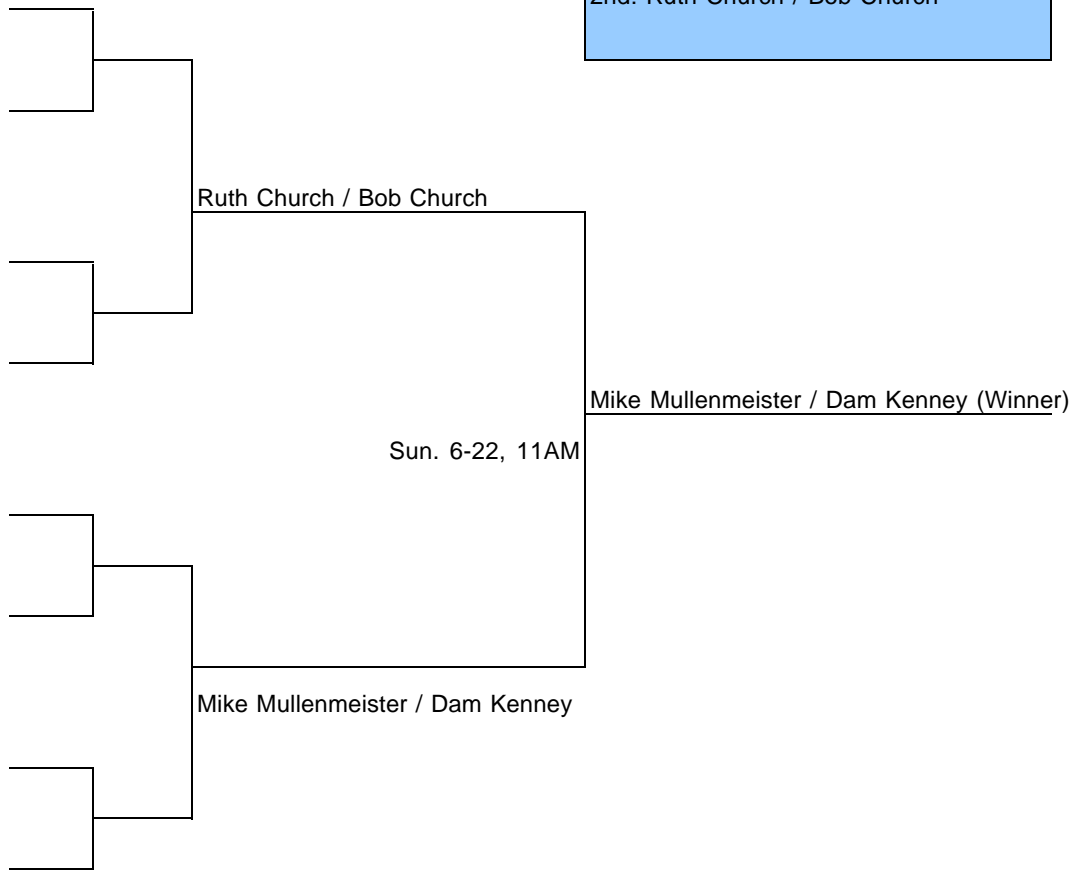 2nd. Ruth Church / Bob Church
Ruth Church / Bob Church
Mike Mullenmeister / Dam Kenney (Winner)
Sun. 6-22, 11AM
Mike Mullenmeister / Dam Kenney